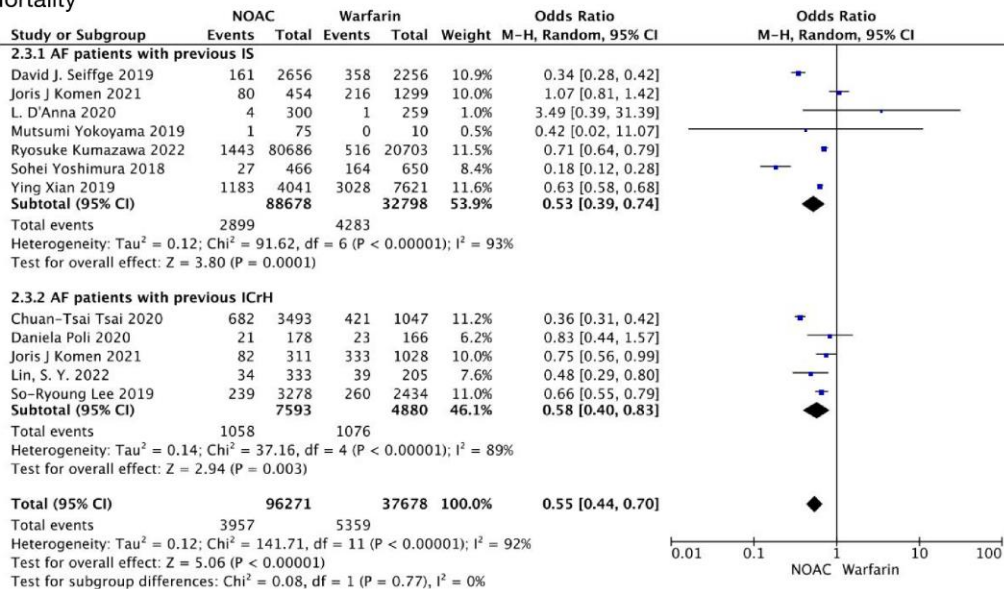 ortality
NOAC Warfarin Odds Ratio Odds Ratio
Study or Subgroup Events Total Events Total Weight M-H, Random, 95% CI M-H, Random, 95% CI
2.3.1 AF patients with previous IS
David J. Seiffge 2019 161 2656 358 2256 10.9% 0.34 [0.28, 0.42]
Joris J Komen 2021 80 454 216 1299 10.0% 1.07 [0.81, 1.42]
L. D'Anna 2020 4 300 1 259 1.0% 3.49 [0.39, 31.39]
Mutsumi Yokoyama 2019 1 75 0 10 0.5% 0.42 [0.02, 11.07]
Ryosuke Kumazawa 2022 1443 80686 516 20703 11.5% 0.71 [0.64, 0.79]
Sohei Yoshimura 2018 27 466 164 650 8.4% 0.18 [0.12, 0.28]
Ying Xian 2019 1183 4041 3028 7621 11.6% 0.63 [0.58, 0.68]
Subtotal (95% CI) 88678 32798 53.9% 0.53 [0.39, 0.74]
Total events 2899 4283
Heterogeneity: Tau² = 0.12; Chi² = 91.62, df = 6 (P < 0.00001); I² = 93%
Test for overall effect: Z = 3.80 (P = 0.0001)
2.3.2 AF patients with previous ICrH
Chuan-Tsai Tsai 2020 682 3493 421 1047 11.2% 0.36 [0.31, 0.42]
Daniela Poli 2020 21 178 23 166 6.2% 0.83 [0.44, 1.57]
Joris J Komen 2021 82 311 333 1028 10.0% 0.75 [0.56, 0.99]
Lin, S. Y. 2022 34 333 39 205 7.6% 0.48 [0.29, 0.80]
So-Ryoung Lee 2019 239 3278 260 2434 11.0% 0.66 [0.55, 0.79]
Subtotal (95% CI) 7593 4880 46.1% 0.58 [0.40, 0.83]
Total events 1058 1076
Heterogeneity: Tau² = 0.14; Chi² = 37.16, df = 4 (P < 0.00001); I² = 89%
Test for overall effect: Z = 2.94 (P = 0.003)
Total (95% CI) 96271 37678 100.0% 0.55 [0.44, 0.70]
Total events 3957 5359
Heterogeneity: Tau² = 0.12; Chi² = 141.71, df = 11 (P < 0.00001); I² = 92%
Test for overall effect: Z = 5.06 (P < 0.00001)
Test for subgroup differences: Chi² = 0.08, df = 1 (P = 0.77), I² = 0%
0.01 0.1 1 10 100
NOAC Warfarin